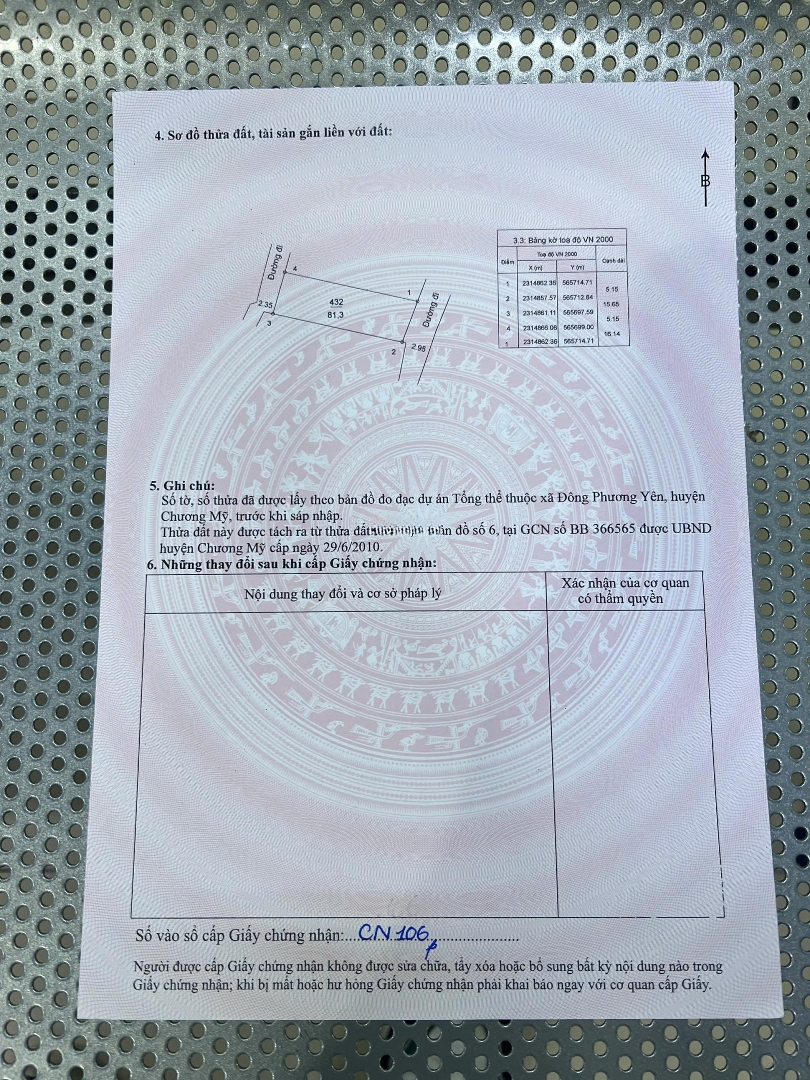 4. Sơ đồ thửa đất, tài sản gắn liền với đất:
B
Đường đi
4
1
2.35
432
81,3
Đường đi
3
2
2.95
3.3: Bảng kê toạ độ VN 2000
Điểm
Toạ độ VN 2000
X (m)
Y (m)
Cạnh dài
1 2314862.36 565714.71
5.15
2 2314857.57 565712.84
15.65
3 2314861.11 565697.59
5.15
4 2314866.06 565699.00
16.14
1 2314862.36 565714.71
5. Ghi chú:
Số tờ, số thửa đã được lấy theo bản đồ đo đạc dự án Tổng thể thuộc xã Đông Phương Yên, huyện
Chương Mỹ, trước khi sáp nhập.
Thửa đất này được tách ra từ thửa đất bản đồ số 6, tại GCN số BB 366565 được UBND
huyện Chương Mỹ cấp ngày 29/6/2010.
6. Những thay đổi sau khi cấp Giấy chứng nhận:
Nội dung thay đổi và cơ sở pháp lý
Xác nhận của cơ quan
có thẩm quyền
Số vào sổ cấp Giấy chứng nhận:....CN 106......................
Người được cấp Giấy chứng nhận không được sửa chữa, tẩy xóa hoặc bổ sung bất kỳ nội dung nào trong
Giấy chứng nhận; khi bị mất hoặc hư hỏng Giấy chứng nhận phải khai báo ngay với cơ quan cấp Giấy.